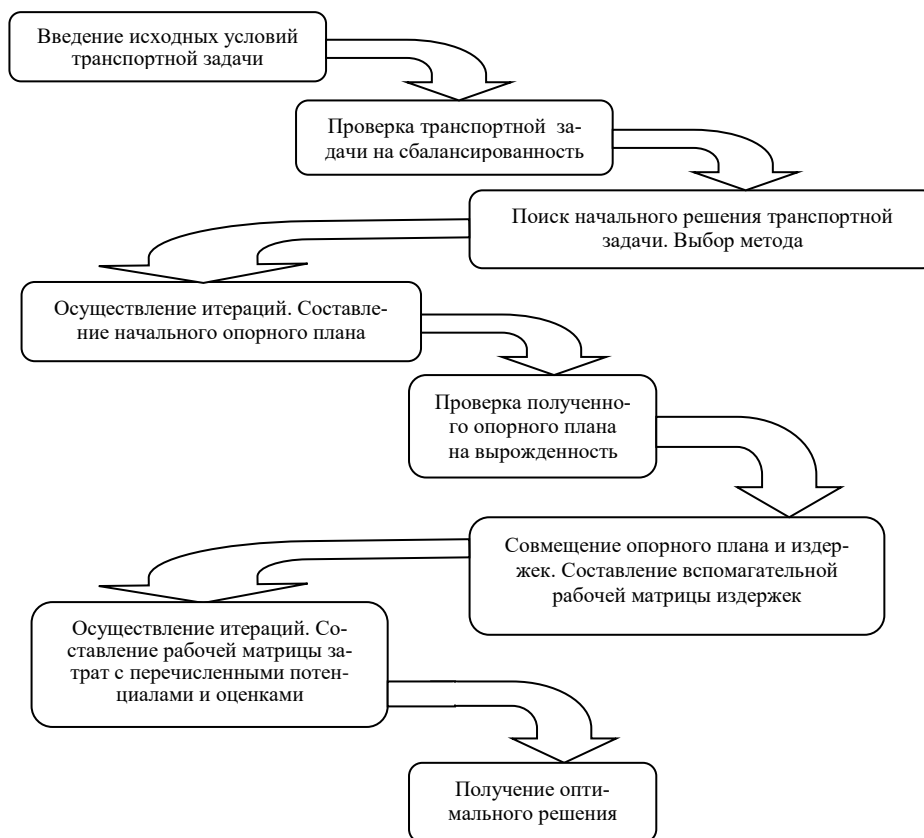 Введение исходных условий
транспортной задачи
Проверка транспортной за-
дачи на сбалансированность
Поиск начального решения транспортной
задачи. Выбор метода
Осуществление итераций. Составле-
ние начального опорного плана
Проверка полученно-
го опорного плана
на вырожденность
Совмещение опорного плана и издер-
жек. Составление вспомагательной
рабочей матрицы издержек
Осуществление итераций. Со-
ставление рабочей матрицы за-
трат с перечисленными потен-
циалами и оценками
Получение опти-
мального решения